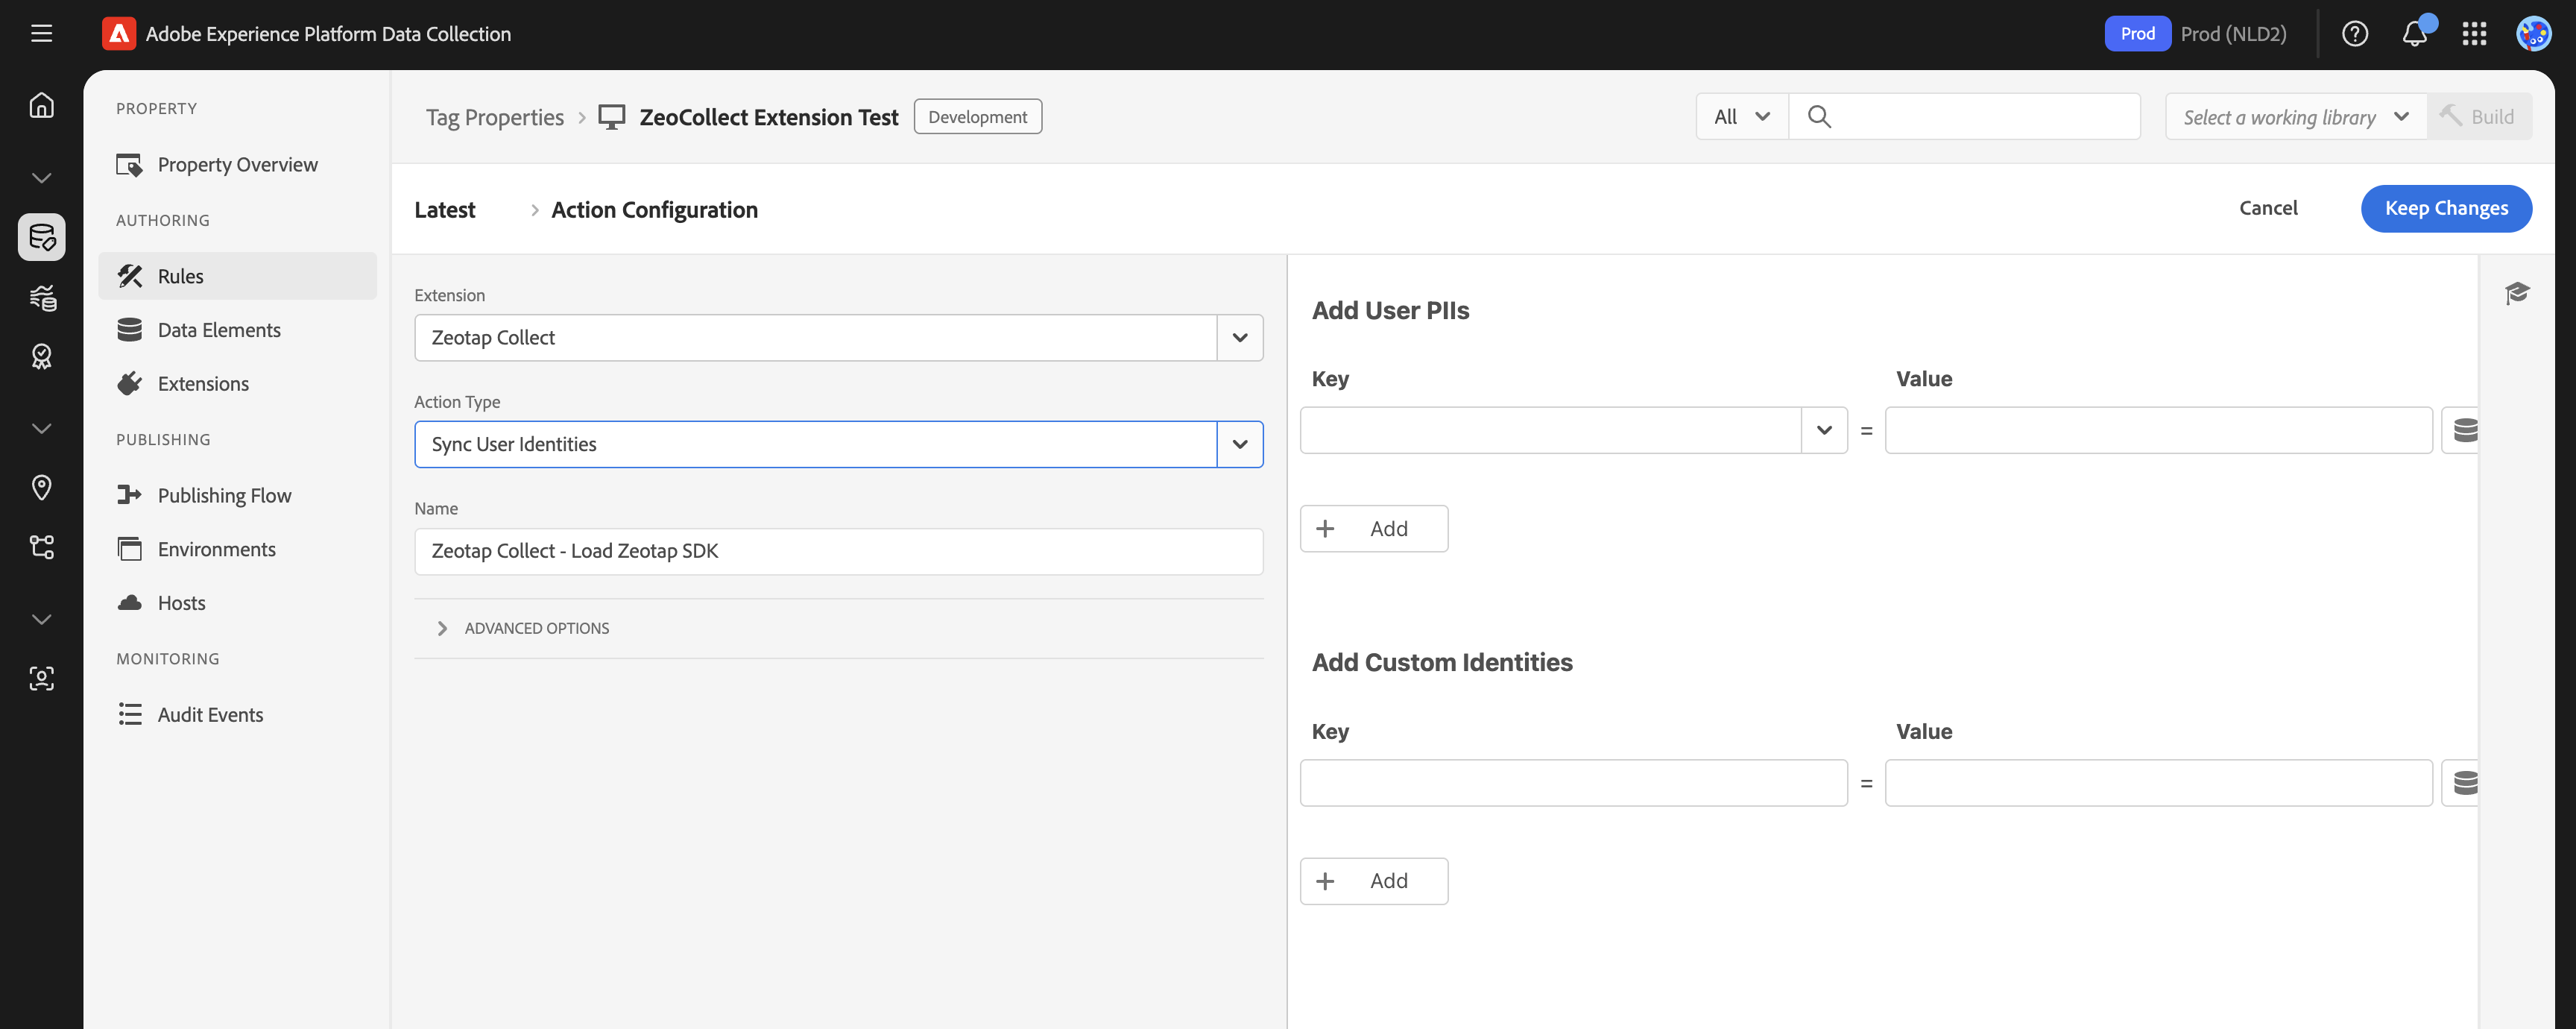 Adobe Experience Platform Data Collection
Prod
Prod (NLD2)
PROPERTY
Property Overview
AUTHORING
Rules
Data Elements
Extensions
PUBLISHING
Publishing Flow
Environments
Hosts
MONITORING
Audit Events
Tag Properties
ZeoCollect Extension Test
Development
All
Select a working library
Build
Latest
Action Configuration
Cancel
Keep Changes
Extension
Zeotap Collect
Action Type
Sync User Identities
Name
Zeotap Collect - Load Zeotap SDK
ADVANCED OPTIONS
Add User PIIs
Key
Value
=
+ Add
Add Custom Identities
Key
Value
=
+ Add